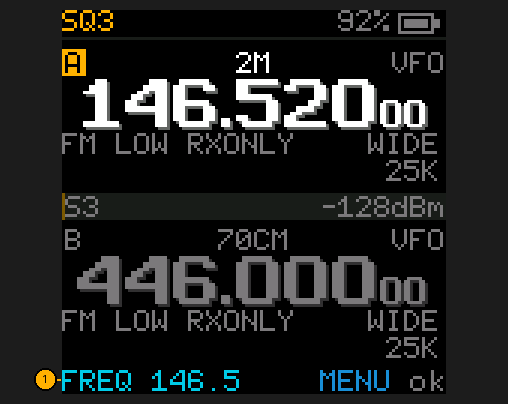 SQ3 92%
A 2M VFO
146.52000
FM LOW RXONLY WIDE
25K
S3 -128dBm
B 70CM VFO
446.00000
FM LOW RXONLY WIDE
25K
1 FREQ 146.5 MENU ok